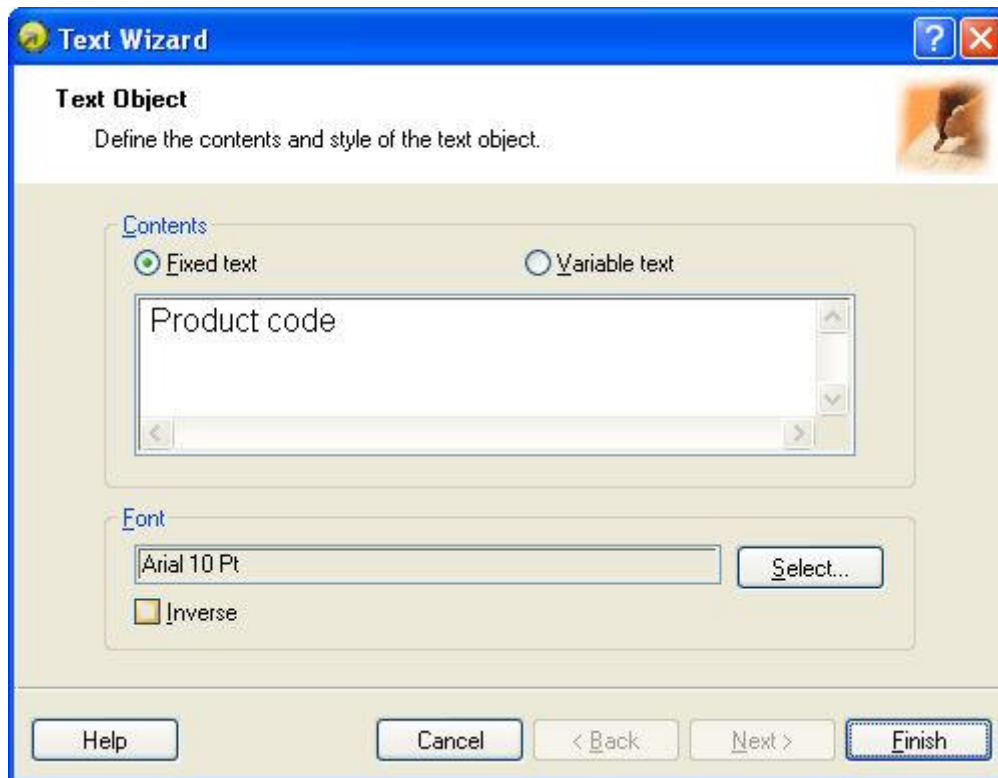 Text Wizard
Text Object
Define the contents and style of the text object.
Contents
Fixed text Variable text
Product code
Font
Arial 10 Pt Select...
Inverse
Help Cancel < Back Next > Finish